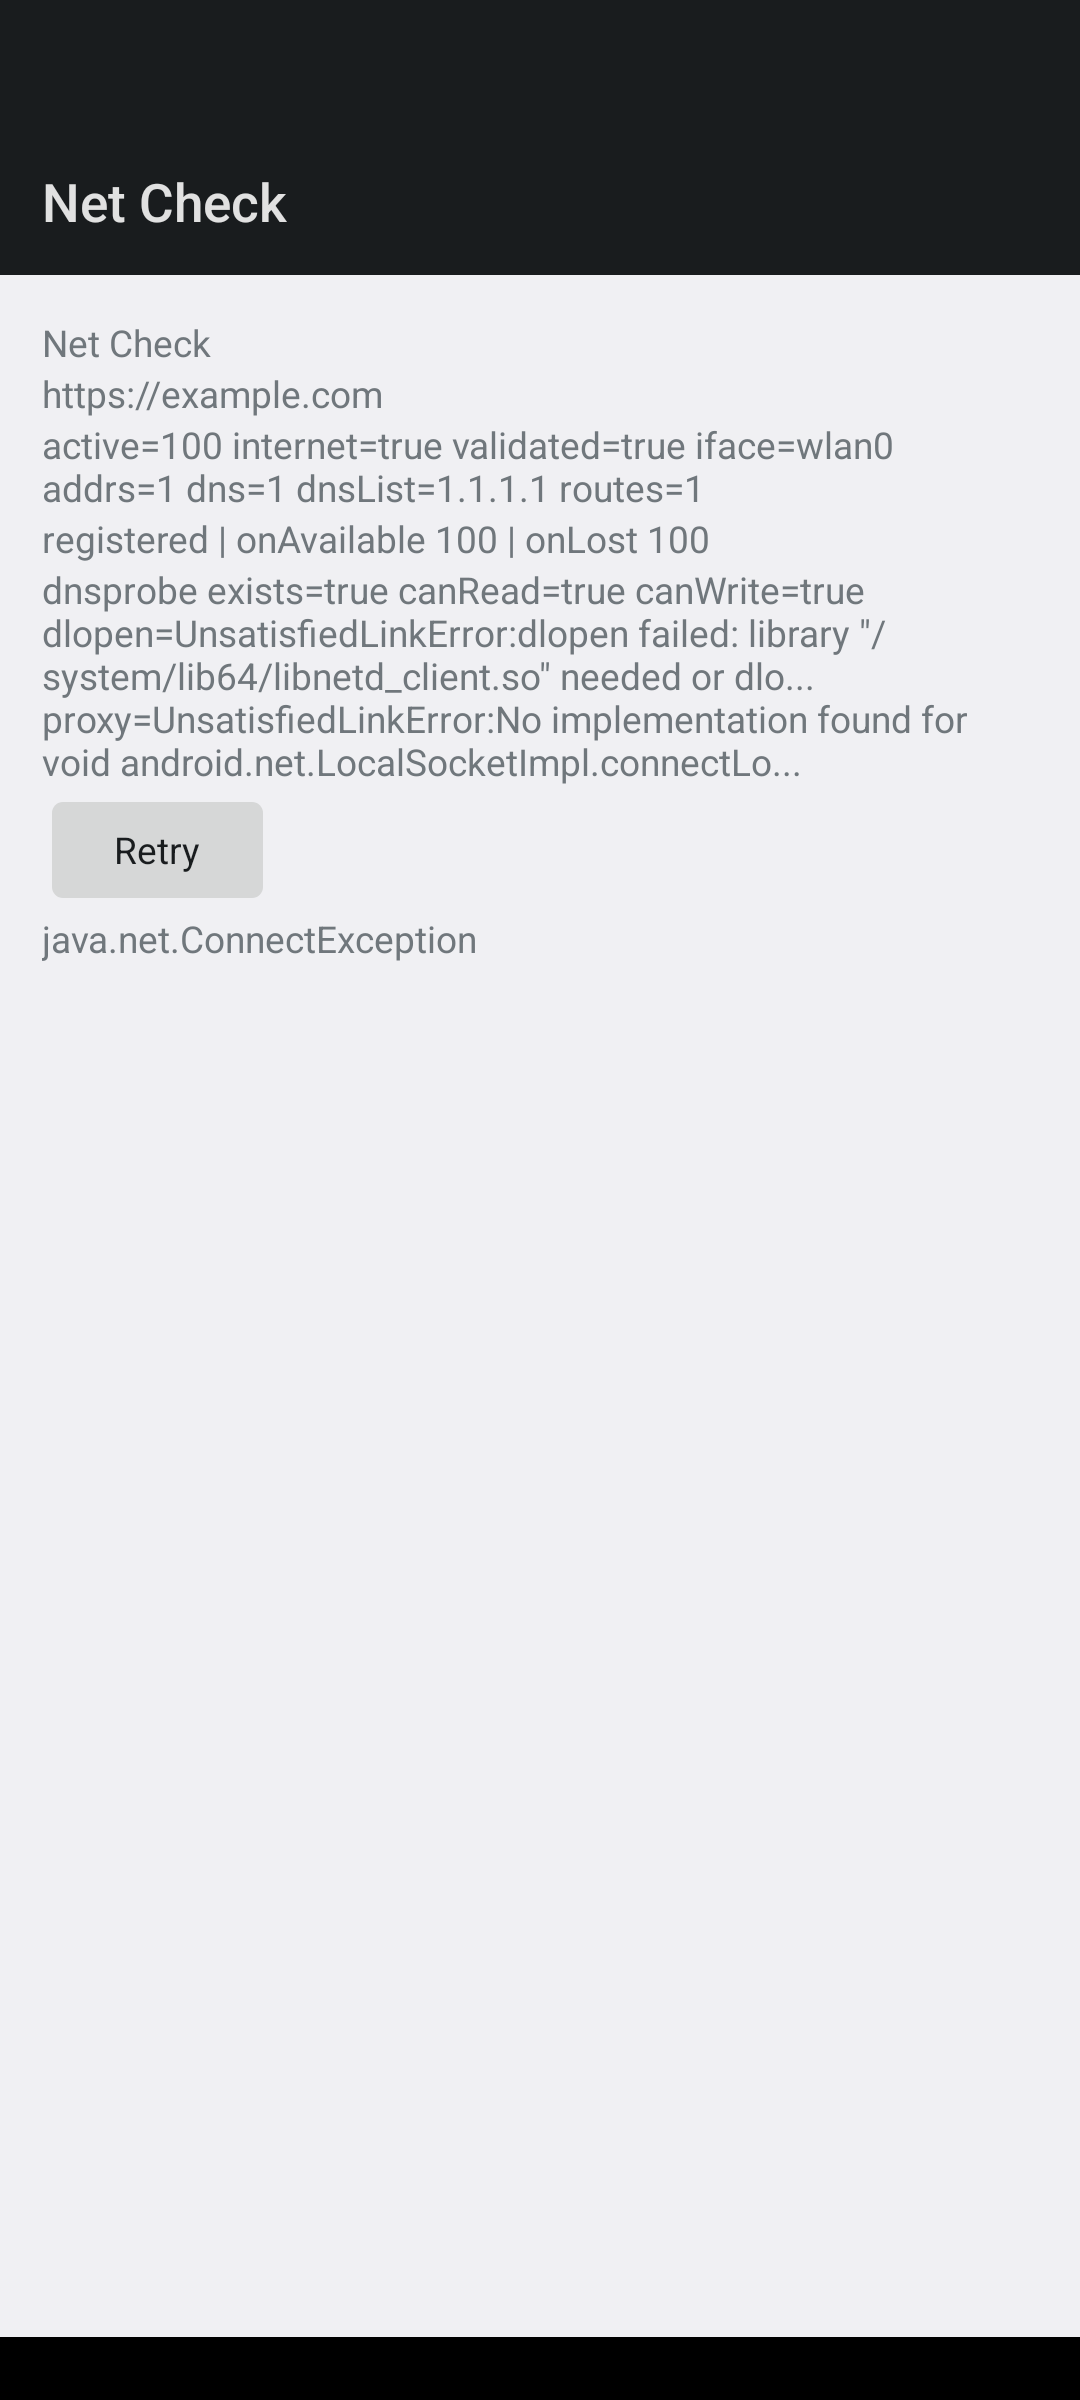 Net Check
Net Check
https://example.com
active=100 internet=true validated=true iface=wlan0
addrs=1 dns=1 dnsList=1.1.1.1 routes=1
registered | onAvailable 100 | onLost 100
dnsprobe exists=true canRead=true canWrite=true
dlopen=UnsatisfiedLinkError:dlopen failed: library "/
system/lib64/libnetd_client.so" needed or dlo...
proxy=UnsatisfiedLinkError:No implementation found for
void android.net.LocalSocketImpl.connectLo...
Retry
java.net.ConnectException